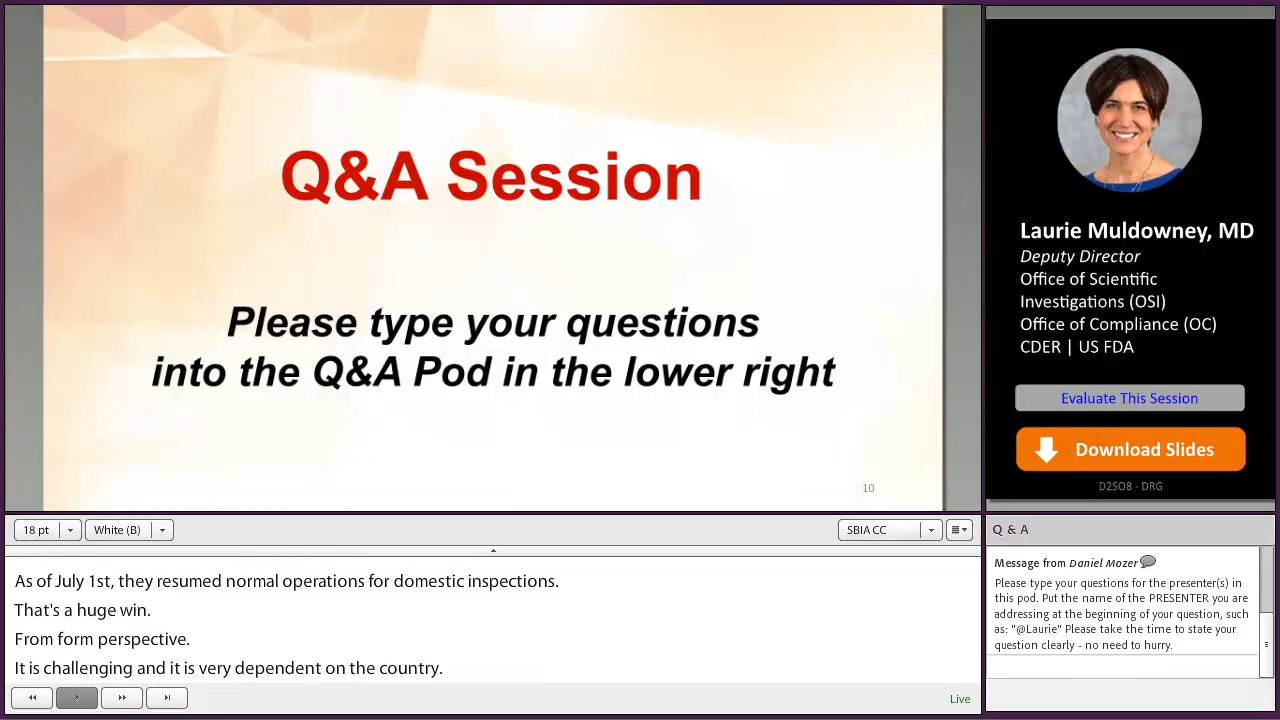 Q&A Session
Please type your questions
into the Q&A Pod in the lower right
10
Laurie Muldowney, MD
Deputy Director
Office of Scientific
Investigations (OSI)
Office of Compliance (OC)
CDER | US FDA
Evaluate This Session
Download Slides
D2S08 - DRG
18 pt
White (B)
SBIA CC
As of July 1st, they resumed normal operations for domestic inspections.
That's a huge win.
From form perspective.
It is challenging and it is very dependent on the country.
Live
Q & A
Message from Daniel Mozer
Please type your questions for the presenter(s) in
this pod. Put the name of the PRESENTER you are
addressing at the beginning of your question, such
as: "@Laurie" Please take the time to state your
question clearly - no need to hurry.